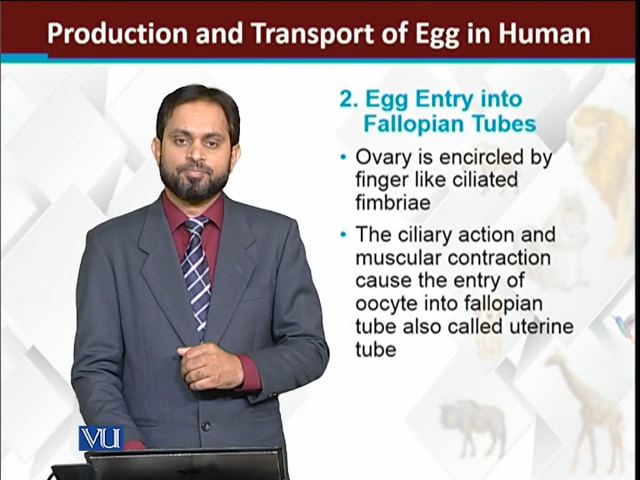 Production and Transport of Egg in Human
2. Egg Entry into
Fallopian Tubes
• Ovary is encircled by
finger like ciliated
fimbriae
• The ciliary action and
muscular contraction
cause the entry of
oocyte into fallopian
tube also called uterine
tube
VU